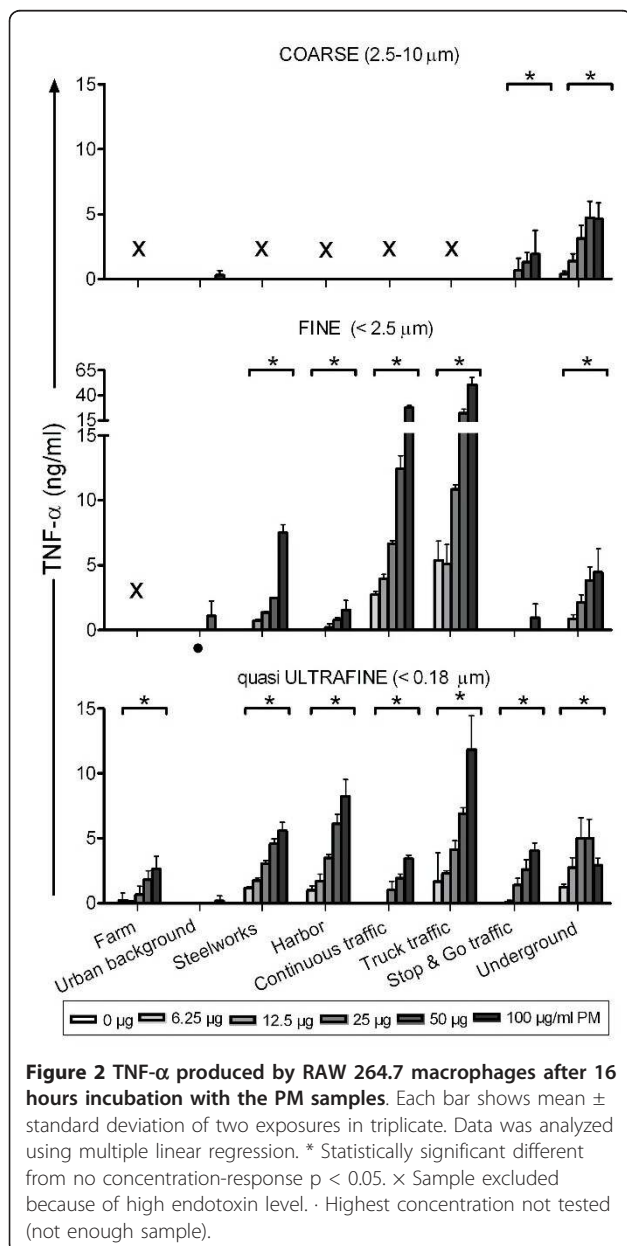 COARSE (2.5-10 μm)
15
10
5
0
* *
X X X X X
TNF-α (ng/ml)
FINE (< 2.5 μm)
65
40
15
15
10
5
0
* * * * *
X
•
quasi ULTRAFINE (< 0.18 μm)
15
10
5
0
* * * * * * *
Farm
Urban background
Steelworks
Harbor
Continuous traffic
Truck traffic
Stop & Go traffic
Underground
0 μg 6.25 μg 12.5 μg 25 μg 50 μg 100 μg/ml PM
Figure 2 TNF-α produced by RAW 264.7 macrophages after 16
hours incubation with the PM samples. Each bar shows mean ±
standard deviation of two exposures in triplicate. Data was analyzed
using multiple linear regression. * Statistically significant different
from no concentration-response p < 0.05. × Sample excluded
because of high endotoxin level. · Highest concentration not tested
(not enough sample).